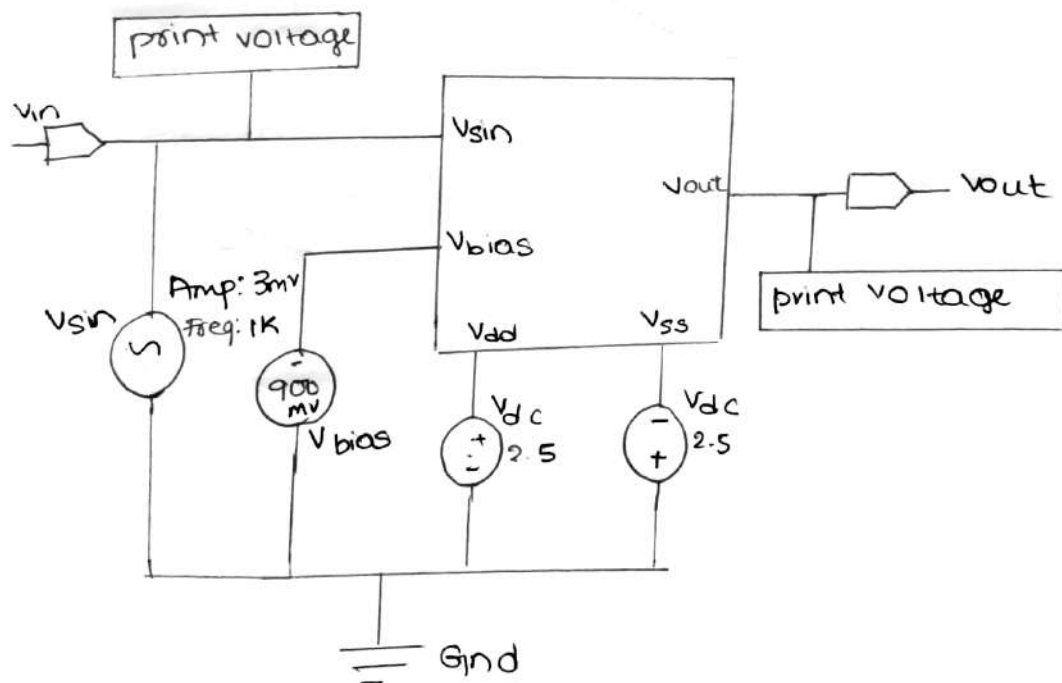 print voltage
Vin
Vsin
Vout
Vout
Vbias
Amp: 3mv
Freq: 1K
Vsin
print voltage
Vdd
Vss
-
900
mv
Vbias
+
-
Vdc
2.5
-
+
Vdc
2.5
Gnd